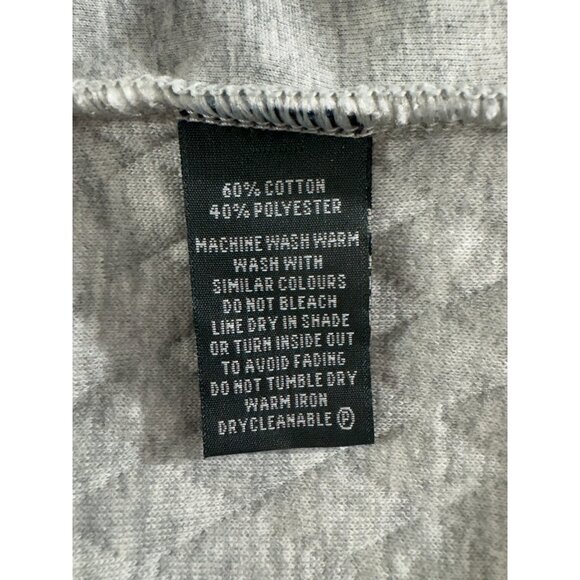 60% COTTON
40% POLYESTER
MACHINE WASH WARM
WASH WITH
SIMILAR COLOURS
DO NOT BLEACH
LINE DRY IN SHADE
OR TURN INSIDE OUT
TO AVOID FADING
DO NOT TUMBLE DRY
WARM IRON
DRYCLEANABLE Ⓟ